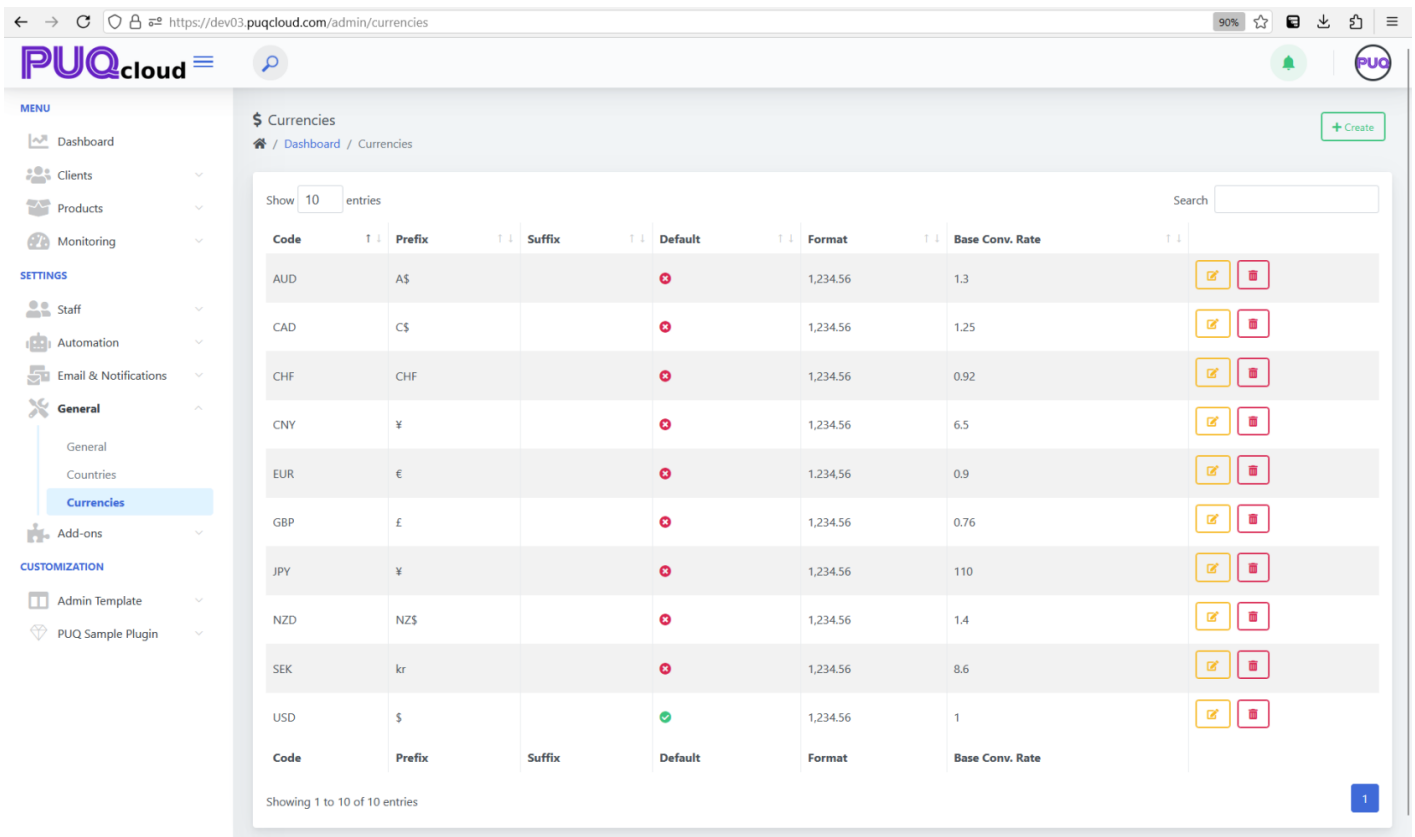 https://dev03.puqcloud.com/admin/currencies
90%
PUQcloud
PUQ
MENU
Dashboard
Clients
Products
Monitoring
SETTINGS
Staff
Automation
Email & Notifications
General
General
Countries
Currencies
Add-ons
CUSTOMIZATION
Admin Template
PUQ Sample Plugin
$ Currencies
/ Dashboard / Currencies
+ Create
Show 10 entries
Search
Code Prefix Suffix Default Format Base Conv. Rate
AUD A$ 1,234.56 1.3
CAD C$ 1,234.56 1.25
CHF CHF 1,234.56 0.92
CNY ¥ 1,234.56 6.5
EUR € 1.234,56 0.9
GBP £ 1,234.56 0.76
JPY ¥ 1,234.56 110
NZD NZ$ 1,234.56 1.4
SEK kr 1,234.56 8.6
USD $ 1,234.56 1
Code Prefix Suffix Default Format Base Conv. Rate
Showing 1 to 10 of 10 entries
1